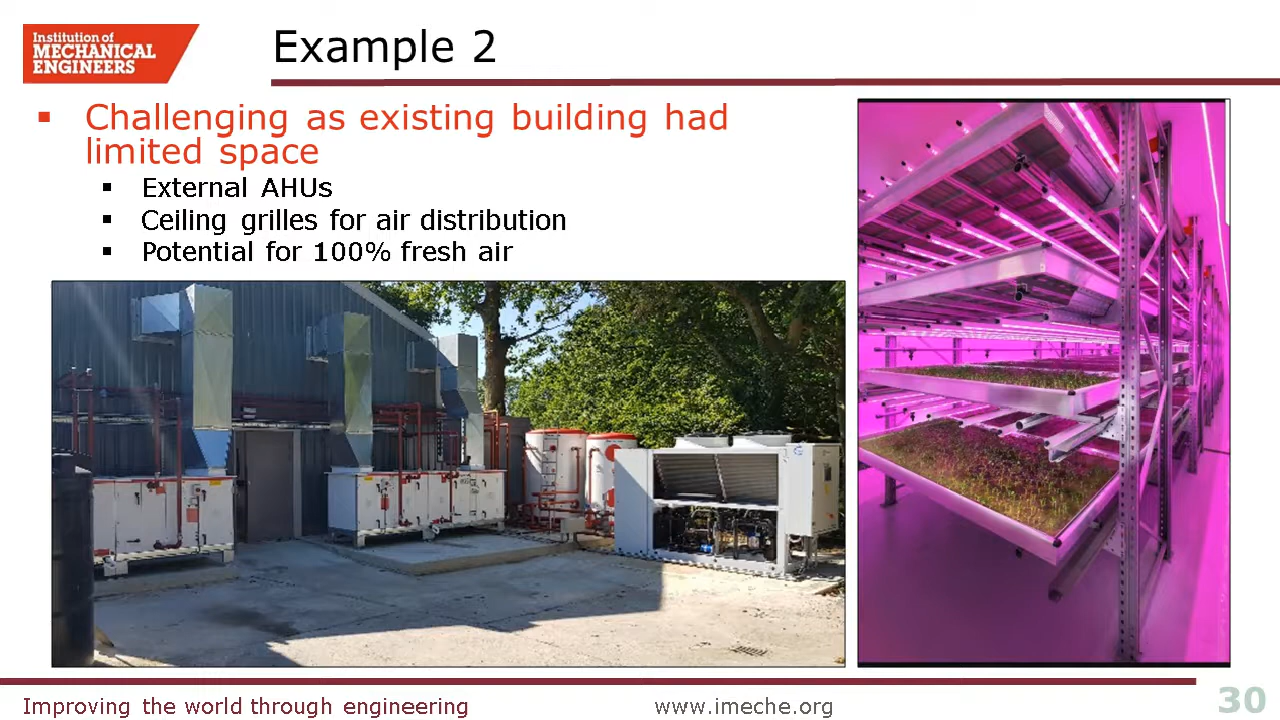 Institution of
MECHANICAL
ENGINEERS
Example 2
Challenging as existing building had
limited space
External AHUs
Ceiling grilles for air distribution
Potential for 100% fresh air
Improving the world through engineering
www.imeche.org
30